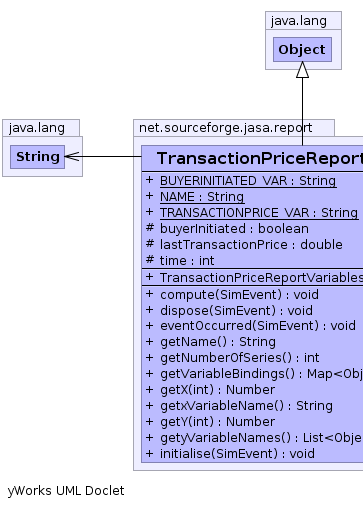 java.lang
Object
java.lang
String
net.sourceforge.jasa.report
TransactionPriceReport
+ BUYERINITIATED_VAR : String
+ NAME : String
+ TRANSACTIONPRICE_VAR : String
# buyerInitiated : boolean
# lastTransactionPrice : double
# time : int
+ TransactionPriceReportVariables
+ compute(SimEvent) : void
+ dispose(SimEvent) : void
+ eventOccurred(SimEvent) : void
+ getName() : String
+ getNumberOfSeries() : int
+ getVariableBindings() : Map<Obj
+ getX(int) : Number
+ getxVariableName() : String
+ getY(int) : Number
+ getyVariableNames() : List<Obje
+ initialise(SimEvent) : void
yWorks UML Doclet